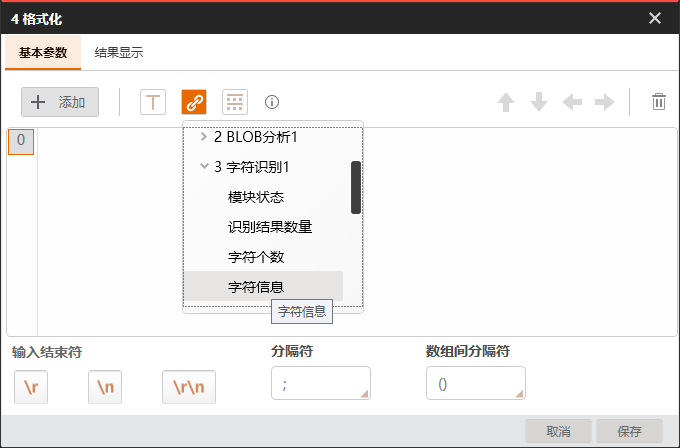 4 格式化
基本参数 结果显示
添加
0
2 BLOB分析1
3 字符识别1
模块状态
识别结果数量
字符个数
字符信息
字符信息
输入结束符 分隔符 数组间分隔符
\r \n \r\n ; ()
取消 保存